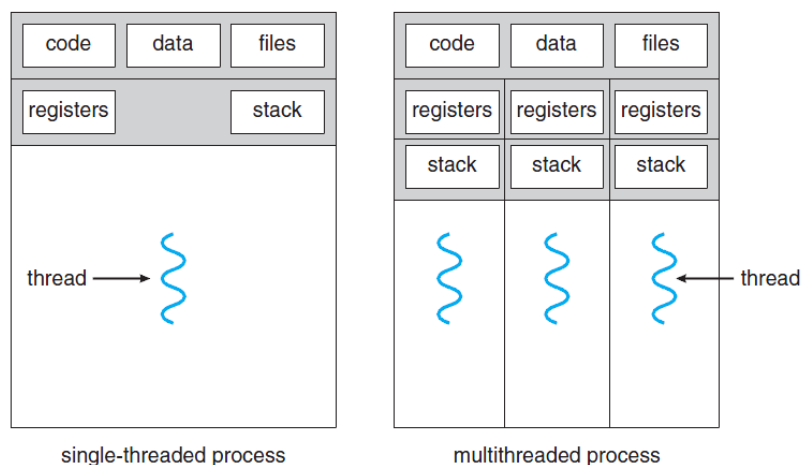 code data files
registers stack
thread
single-threaded process
code data files
registers registers registers
stack stack stack
thread
multithreaded process